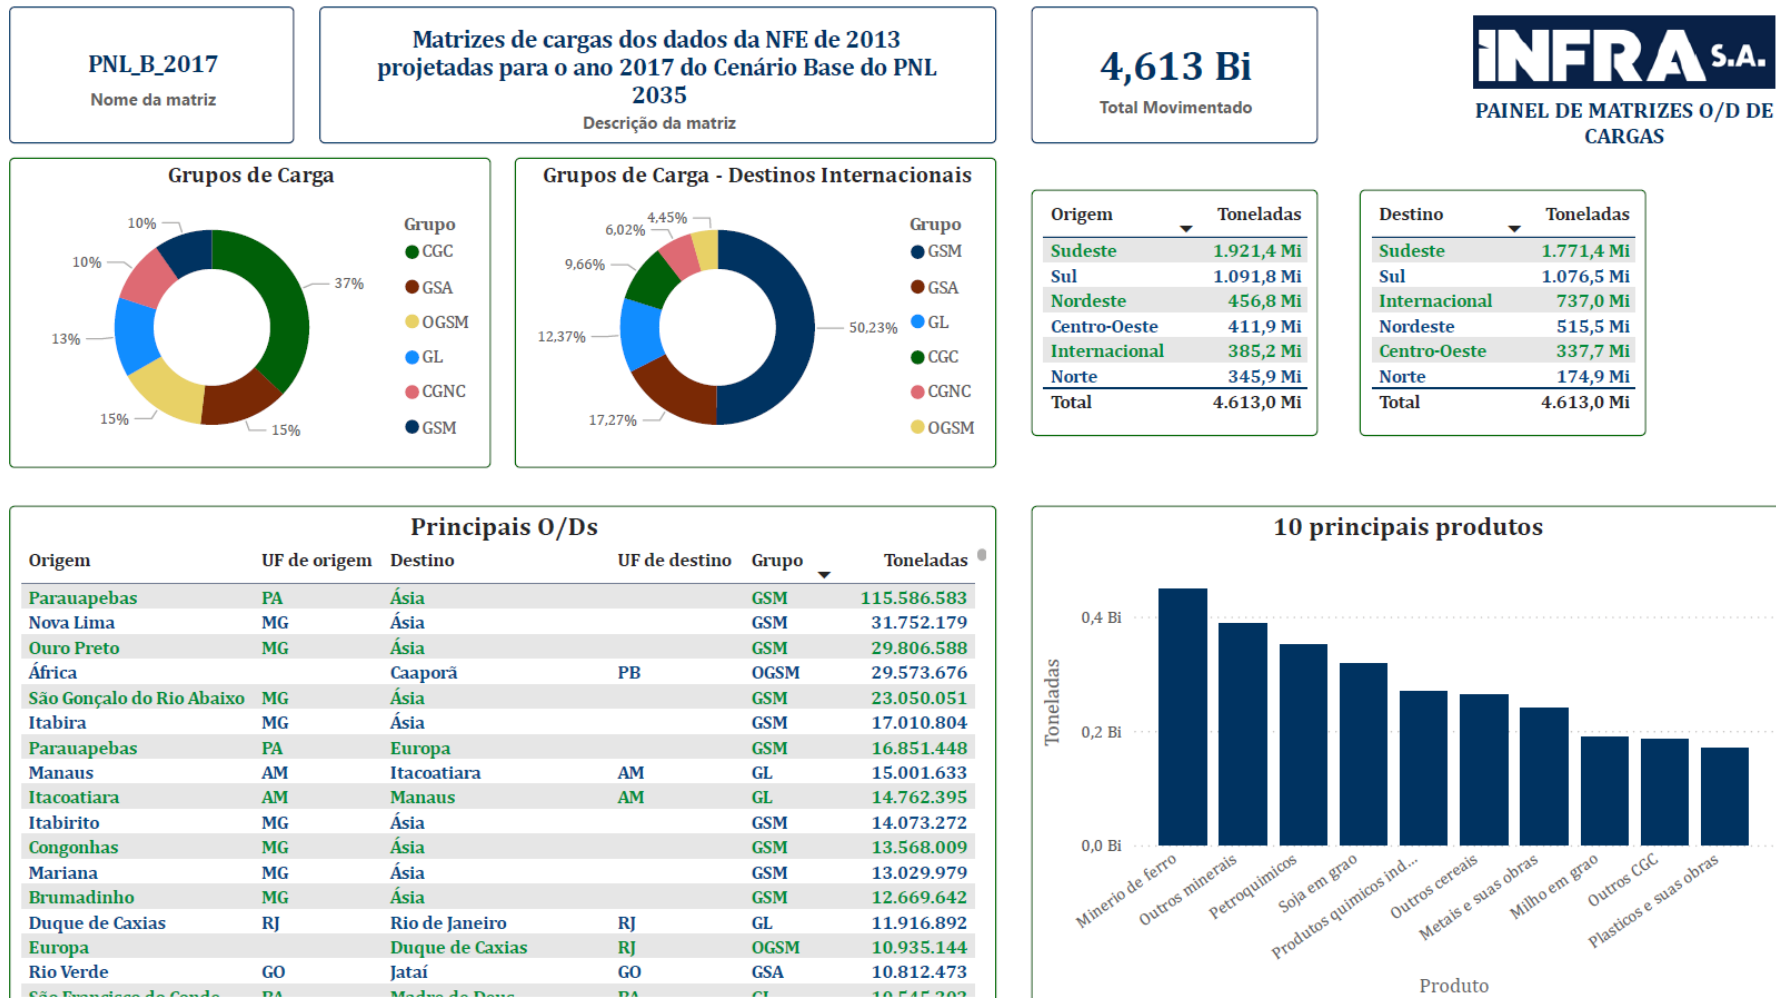 PNL_B_2017
Nome da matriz
Matrizes de cargas dos dados da NFE de 2013
projetadas para o ano 2017 do Cenário Base do PNL
2035
Descrição da matriz
4,613 Bi
Total Movimentado
INFRA S.A.
PAINEL DE MATRIZES O/D DE
CARGAS
Grupos de Carga
10%
10%
13%
15%
15%
37%
Grupo
CGC
GSA
OGSM
GL
CGNC
GSM
Grupos de Carga - Destinos Internacionais
4,45%
6,02%
9,66%
12,37%
17,27%
50,23%
Grupo
GSM
GSA
GL
CGC
CGNC
OGSM
Origem Toneladas
Sudeste 1.921,4 Mi
Sul 1.091,8 Mi
Nordeste 456,8 Mi
Centro-Oeste 411,9 Mi
Internacional 385,2 Mi
Norte 345,9 Mi
Total 4.613,0 Mi
Destino Toneladas
Sudeste 1.771,4 Mi
Sul 1.076,5 Mi
Internacional 737,0 Mi
Nordeste 515,5 Mi
Centro-Oeste 337,7 Mi
Norte 174,9 Mi
Total 4.613,0 Mi
Principais O/Ds
Origem UF de origem Destino UF de destino Grupo Toneladas
Parauapebas PA Ásia GSM 115.586.583
Nova Lima MG Ásia GSM 31.752.179
Ouro Preto MG Ásia GSM 29.806.588
África Caaporã PB OGSM 29.573.676
São Gonçalo do Rio Abaixo MG Ásia GSM 23.050.051
Itabira MG Ásia GSM 17.010.804
Parauapebas PA Europa GSM 16.851.448
Manaus AM Itacoatiara AM GL 15.001.633
Itacoatiara AM Manaus AM GL 14.762.395
Itabirito MG Ásia GSM 14.073.272
Congonhas MG Ásia GSM 13.568.009
Mariana MG Ásia GSM 13.029.979
Brumadinho MG Ásia GSM 12.669.642
Duque de Caxias RJ Rio de Janeiro RJ GL 11.916.892
Europa Duque de Caxias RJ OGSM 10.935.144
Rio Verde GO Jataí GO GSA 10.812.473
São Francisco do Conde BA Madre de Deus BA GL
10 principais produtos
Toneladas
0,4 Bi
0,2 Bi
0,0 Bi
Minerio de ferro
Outros minerais
Petroquimicos
Soja em grao
Produtos quimicos ind...
Outros cereais
Metais e suas obras
Milho em grao
Outros CGC
Plasticos e suas obras
Produto